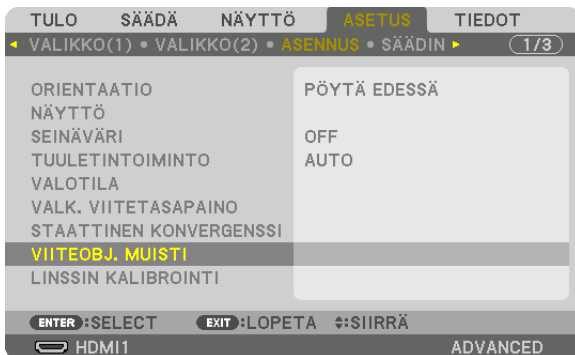 TULO SÄÄDÄ NÄYTTÖ ASETUS TIEDOT
VALIKKO(1) • VALIKKO(2) • ASENNUS • SÄÄDIN 1/3
ORIENTAATIO PÖYTÄ EDESSÄ
NÄYTTÖ
SEINÄVÄRI OFF
TUULETINTOIMINTO AUTO
VALOTILA
VALK. VIITETASAPAINO
STAATTINEN KONVERGENSSI
VIITEOBJ. MUISTI
LINSSIN KALIBROINTI
ENTER :SELECT EXIT :LOPETA :SIIRRÄ
HDMI1 ADVANCED